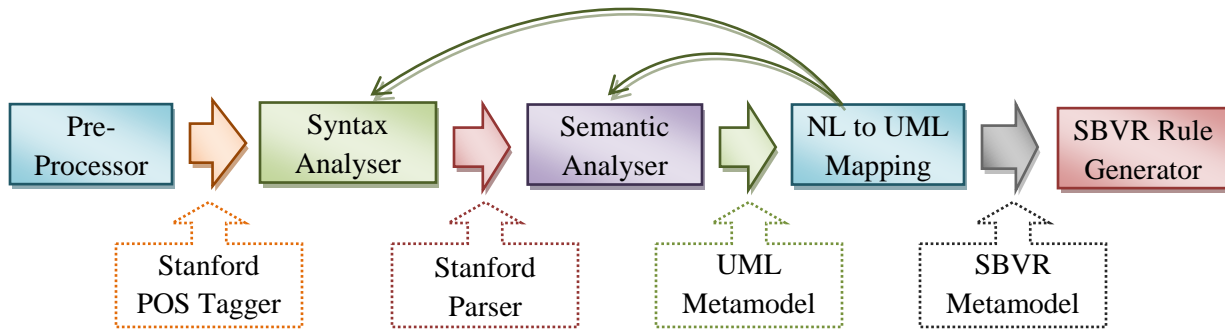 Pre-
Processor
Syntax
Analyser
Semantic
Analyser
NL to UML
Mapping
SBVR Rule
Generator
Stanford
POS Tagger
Stanford
Parser
UML
Metamodel
SBVR
Metamodel